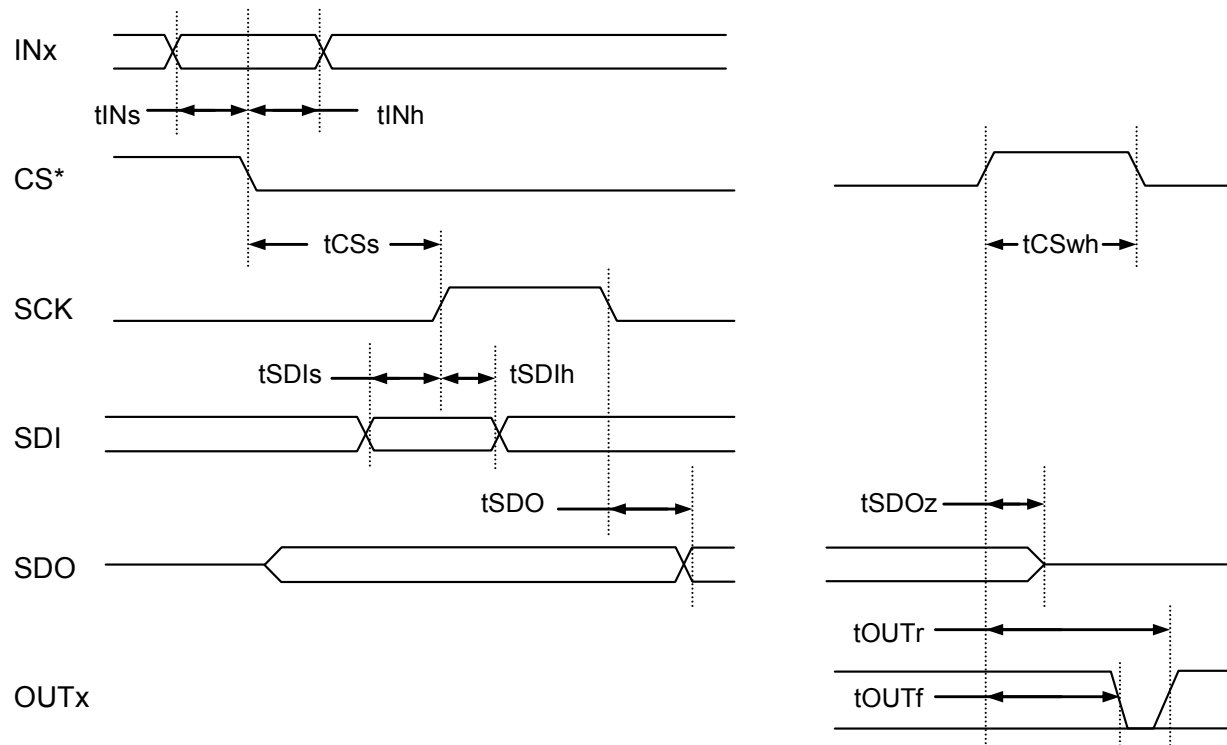 INx
tINs
tINh
CS*
tCSs
tCSwh
SCK
tSDIs
tSDIh
SDI
tSDO
tSDOz
SDO
tOUTr
OUTx
tOUTf